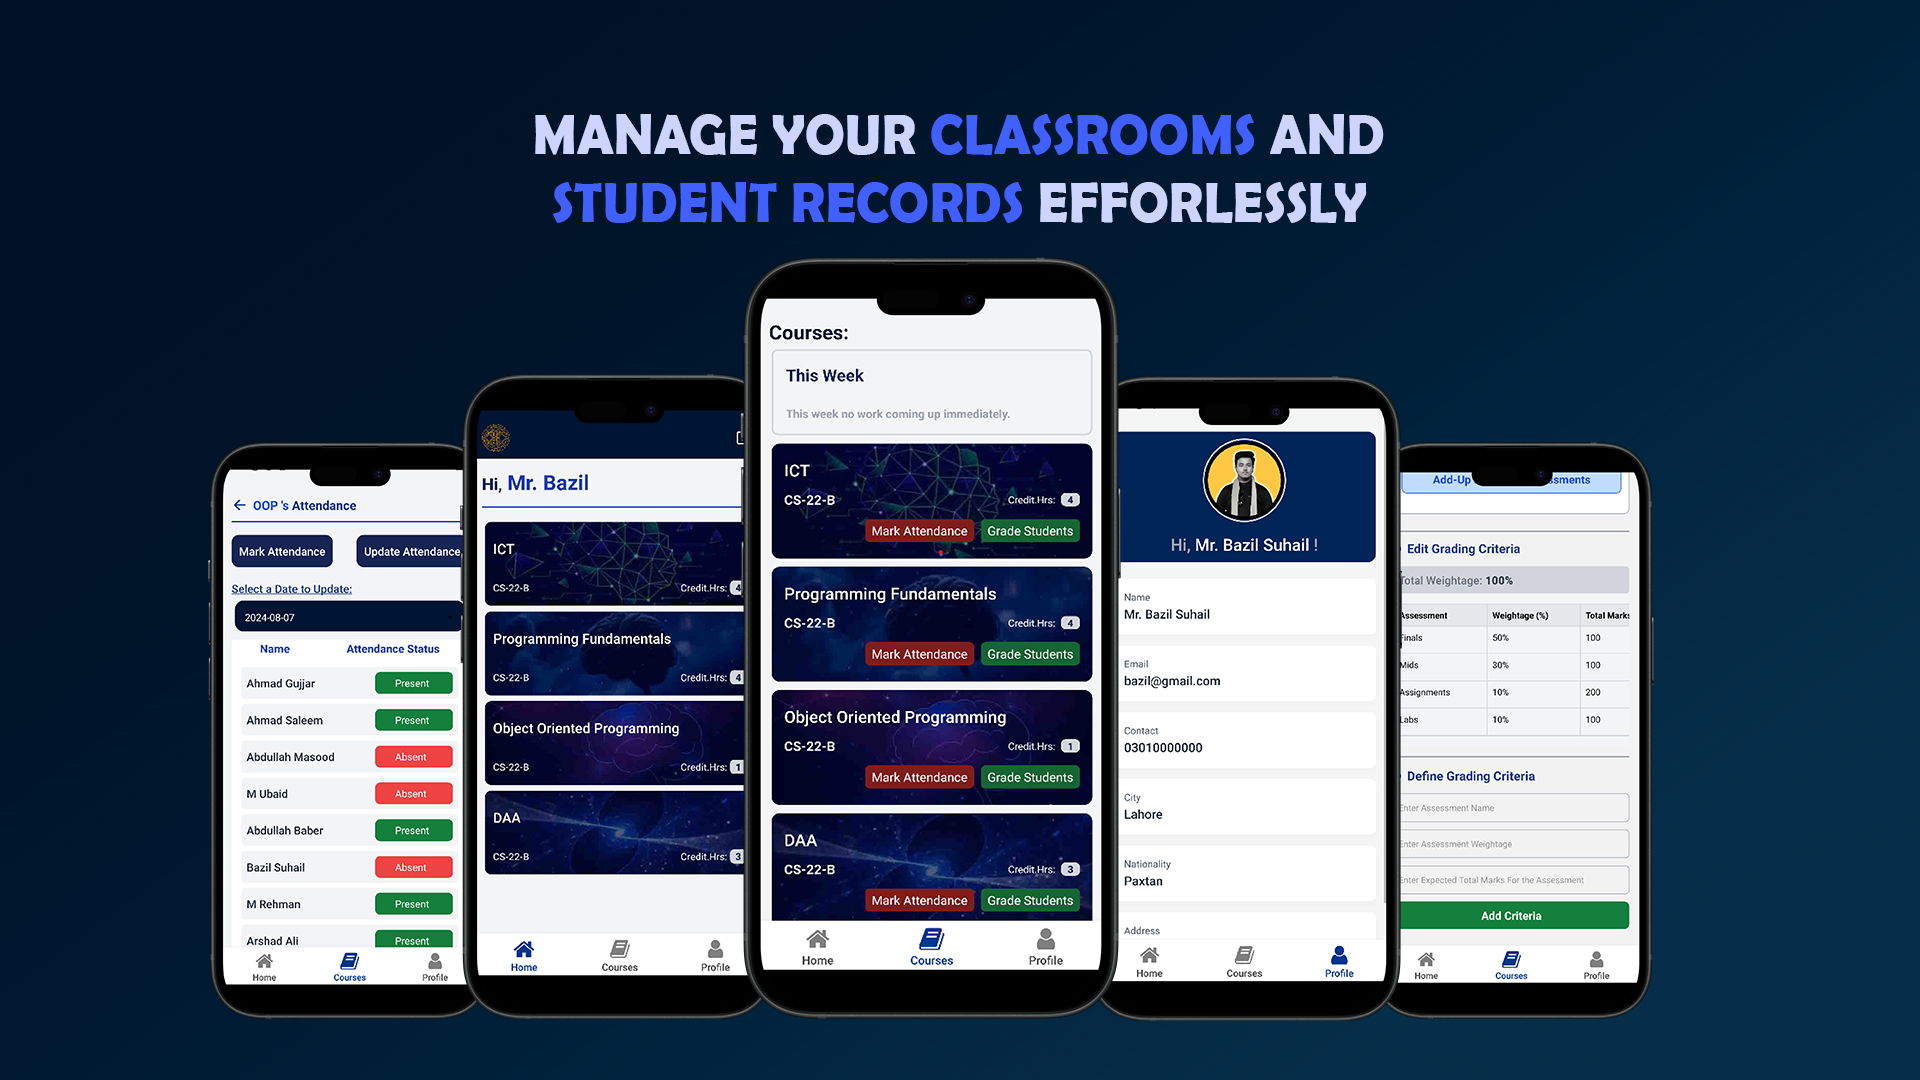 MANAGE YOUR CLASSROOMS AND
STUDENT RECORDS EFFORLESSLY
OOP 's Attendance
Mark Attendance
Update Attendance
Select a Date to Update:
2024-08-07
Name Attendance Status
Ahmad Gujjar Present
Ahmad Saleem Present
Abdullah Masood Absent
M Ubaid Absent
Abdullah Baber Present
Bazil Suhail Absent
M Rehman Present
Arshad Ali Present
Home Courses Profile
Hi, Mr. Bazil
ICT
CS-22-B Credit.Hrs: 4
Programming Fundamentals
CS-22-B Credit.Hrs: 4
Object Oriented Programming
CS-22-B Credit.Hrs: 1
DAA
CS-22-B Credit.Hrs: 3
Home Courses Profile
Courses:
This Week
This week no work coming up immediately.
ICT
CS-22-B Credit.Hrs: 4
Mark Attendance Grade Students
Programming Fundamentals
CS-22-B Credit.Hrs: 4
Mark Attendance Grade Students
Object Oriented Programming
CS-22-B Credit.Hrs: 1
Mark Attendance Grade Students
DAA
CS-22-B Credit.Hrs: 3
Mark Attendance Grade Students
Home Courses Profile
Hi, Mr. Bazil Suhail !
Name
Mr. Bazil Suhail
Email
bazil@gmail.com
Contact
03010000000
City
Lahore
Nationality
Paxtan
Address
Home Courses Profile
Add-Up
Edit Grading Criteria
Total Weightage: 100%
Assessment Weightage (%) Total Marks
Finals 50% 100
Mids 30% 100
Assignments 10% 200
Labs 10% 100
Define Grading Criteria
Enter Assessment Name
Enter Assessment Weightage
Enter Expected Total Marks For the Assessment
Add Criteria
Home Courses Profile